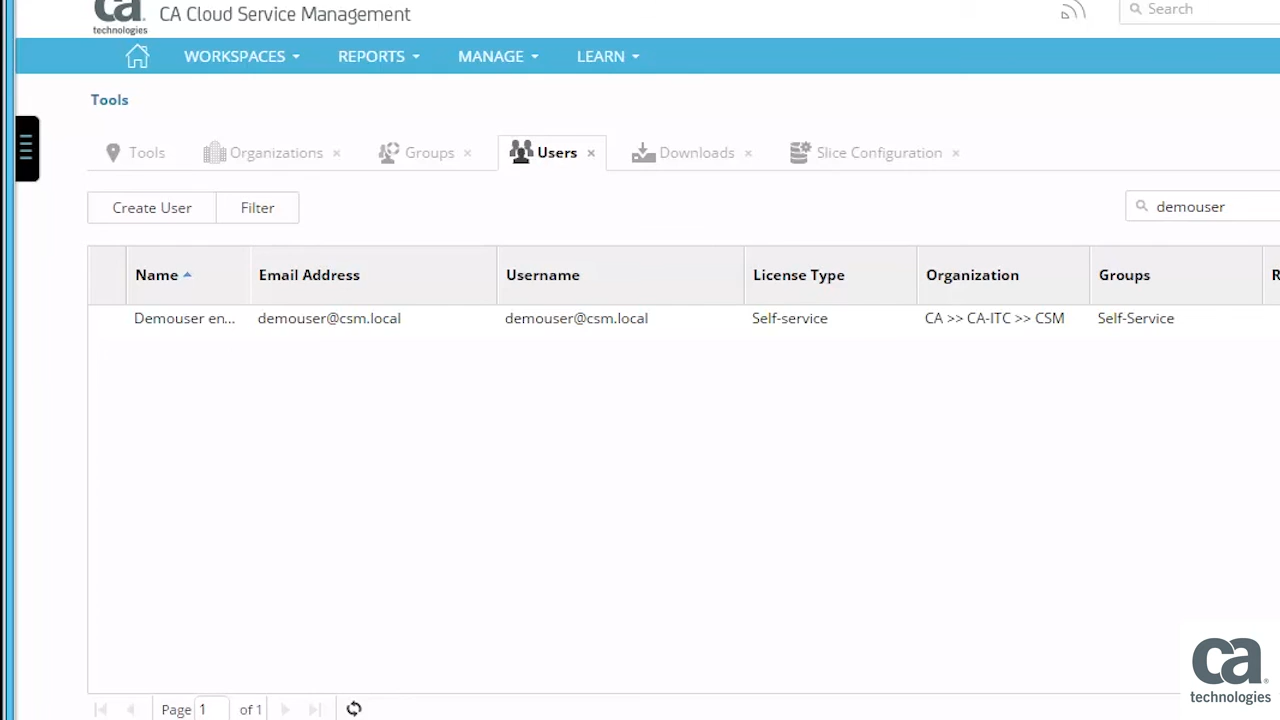 ca
technologies
CA Cloud Service Management
Search
WORKSPACES
REPORTS
MANAGE
LEARN
Tools
Tools
Organizations ×
Groups ×
Users ×
Downloads ×
Slice Configuration ×
Create User
Filter
demouser
Name
Email Address
Username
License Type
Organization
Groups
R
Demouser en...
demouser@csm.local
demouser@csm.local
Self-service
CA >> CA-ITC >> CSM
Self-Service
Page 1 of 1
ca
technologies